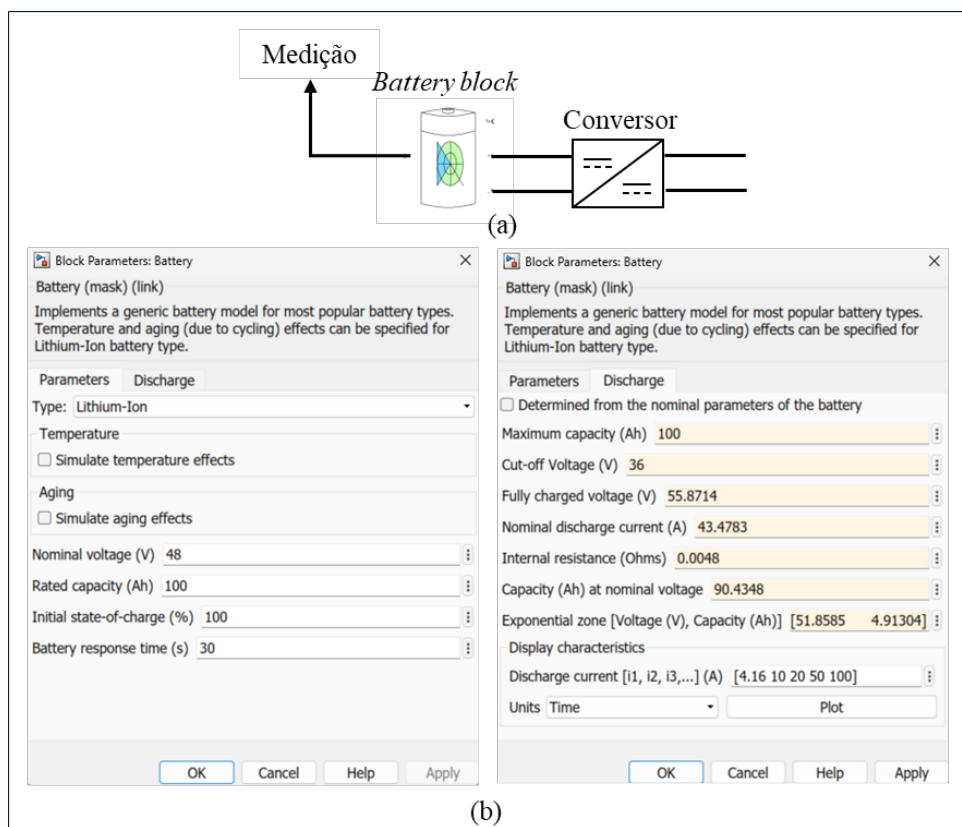 Medição
Battery block
Conversor
(a)
Block Parameters: Battery
Battery (mask) (link)
Implements a generic battery model for most popular battery types.
Temperature and aging (due to cycling) effects can be specified for
Lithium-Ion battery type.
Parameters Discharge
Type: Lithium-Ion
Temperature
Simulate temperature effects
Aging
Simulate aging effects
Nominal voltage (V) 48
Rated capacity (Ah) 100
Initial state-of-charge (%) 100
Battery response time (s) 30
OK Cancel Help Apply
Block Parameters: Battery
Battery (mask) (link)
Implements a generic battery model for most popular battery types.
Temperature and aging (due to cycling) effects can be specified for
Lithium-Ion battery type.
Parameters Discharge
Determined from the nominal parameters of the battery
Maximum capacity (Ah) 100
Cut-off Voltage (V) 36
Fully charged voltage (V) 55.8714
Nominal discharge current (A) 43.4783
Internal resistance (Ohms) 0.0048
Capacity (Ah) at nominal voltage 90.4348
Exponential zone [Voltage (V), Capacity (Ah)] [51.8585 4.91304]
Display characteristics
Discharge current [i1, i2, i3,...] (A) [4.16 10 20 50 100]
Units Time Plot
OK Cancel Help Apply
(b)